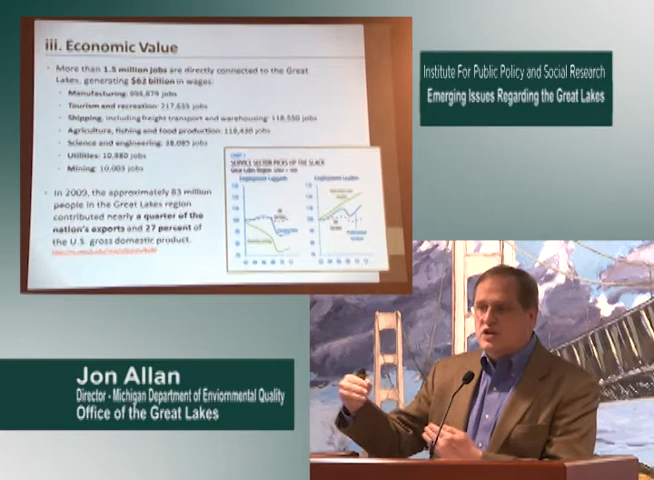 iii. Economic Value
• More than 1.5 million jobs are directly connected to the Great
Lakes, generating $62 billion in wages:
Manufacturing: 994,879 jobs
Tourism and recreation: 217,635 jobs
Shipping, including freight transport and warehousing: 118,550 jobs
Agriculture, fishing and food production: 118,430 jobs
Science and engineering: 38,085 jobs
Utilities: 10,980 jobs
Mining: 10,003 jobs
SERVICE SECTOR PICKS UP THE SLACK
Employment Laggards Employment Leaders
• In 2009, the approximately 83 million
people in the Great Lakes region
contributed nearly a quarter of the
nation's exports and 27 percent of
the U.S. gross domestic product.
Institute For Public Policy and Social Research
Emerging Issues Regarding the Great Lakes
Jon Allan
Director - Michigan Department of Enviornmental Quality
Office of the Great Lakes